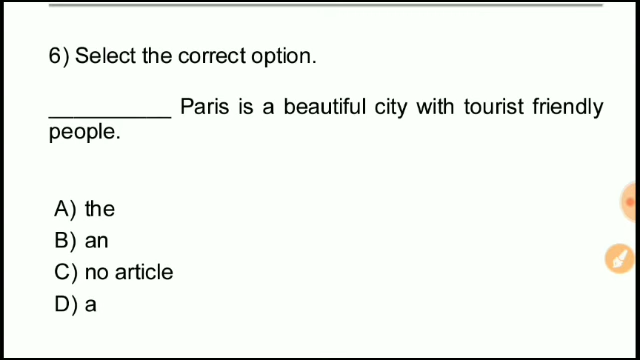 6) Select the correct option.
__________ Paris is a beautiful city with tourist friendly
people.
A) the
B) an
C) no article
D) a